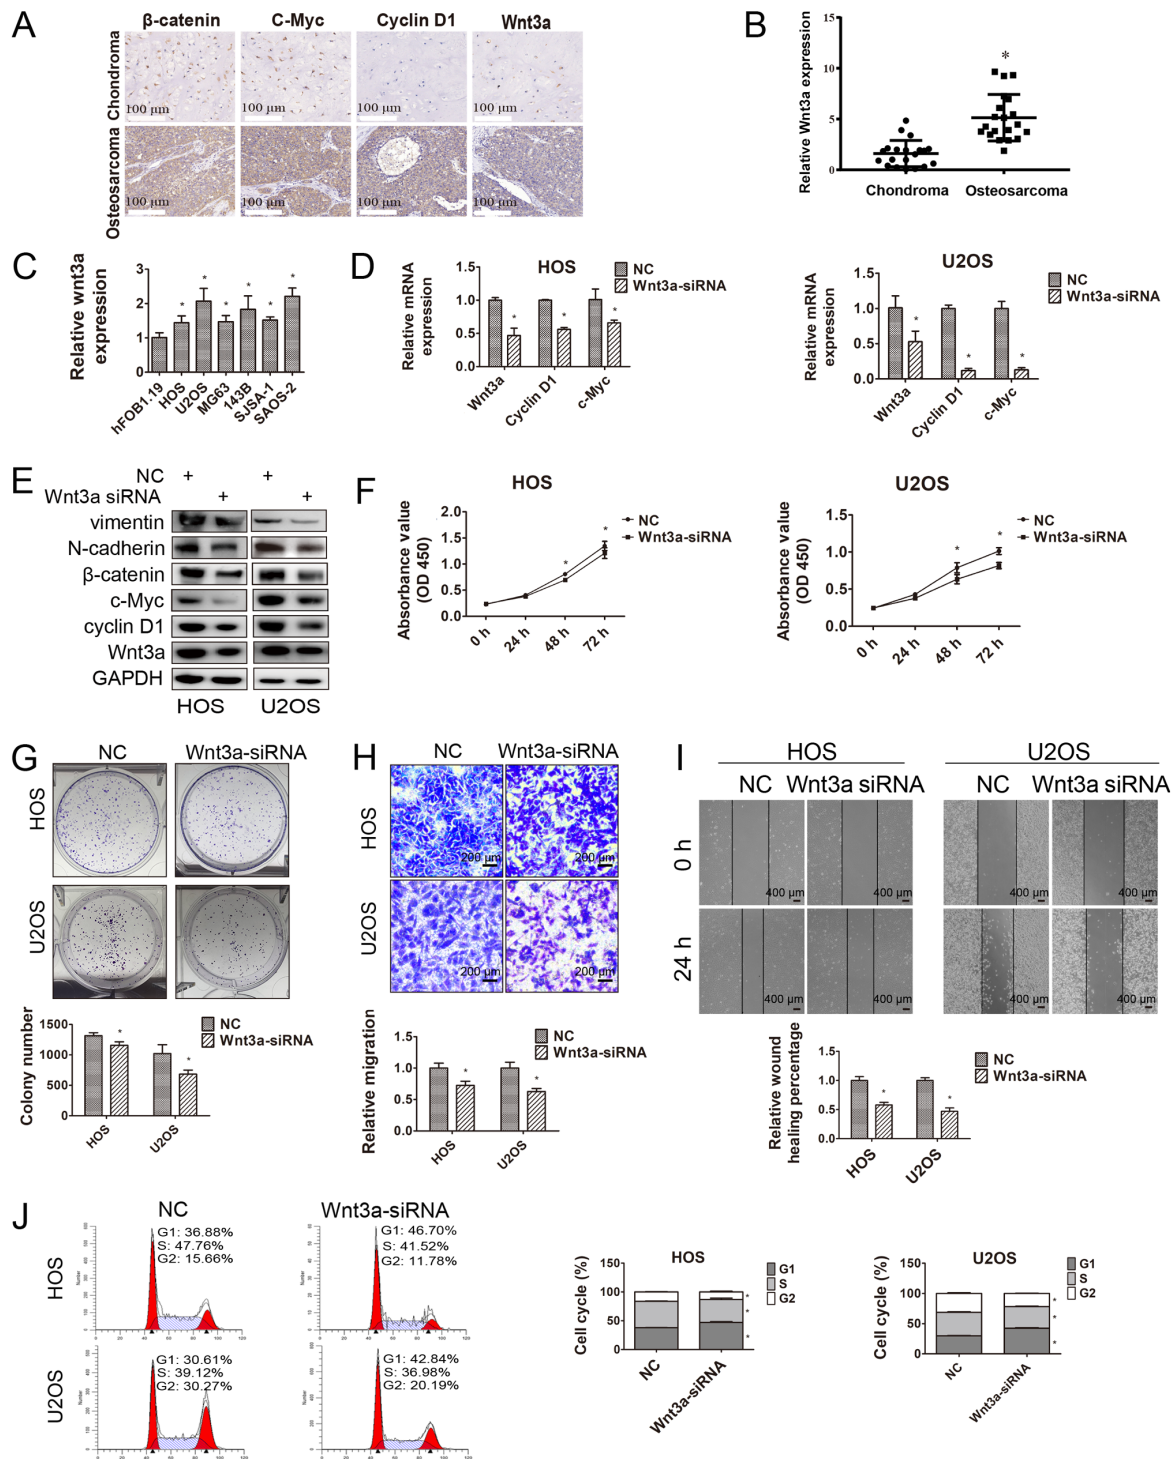 A
β-catenin C-Myc Cyclin D1 Wnt3a
Chondroma
100 μm 100 μm 100 μm 100 μm
Osteosarcoma
100 μm 100 μm 100 μm 100 μm
B
Relative Wnt3a expression
15
10
5
0
*
Chondroma Osteosarcoma
C
Relative wnt3a
expression
3
2
1
0
* * * * * *
hFOB1.19 HOS U2OS MG63 143B SJSA-1 SAOS-2
D
HOS
Relative mRNA
expression
1.5
1.0
0.5
0.0
* * *
Wnt3a Cyclin D1 c-Myc
NC
Wnt3a-siRNA
U2OS
Relative mRNA
expression
1.5
1.0
0.5
0.0
* * *
Wnt3a Cyclin D1 c-Myc
NC
Wnt3a-siRNA
E
NC + +
Wnt3a siRNA + +
vimentin
N-cadherin
β-catenin
c-Myc
cyclin D1
Wnt3a
GAPDH
HOS U2OS
F
HOS
Absorbance value
(OD 450)
2.0
1.5
1.0
0.5
0.0
* *
0 h 24 h 48 h 72 h
NC
Wnt3a-siRNA
U2OS
Absorbance value
(OD 450)
1.5
1.0
0.5
0.0
* *
0 h 24 h 48 h 72 h
NC
Wnt3a-siRNA
G
NC Wnt3a-siRNA
HOS
U2OS
Colony number
1500
1000
500
0
* *
HOS U2OS
NC
Wnt3a-siRNA
H
NC Wnt3a-siRNA
HOS
200 μm 200 μm
U2OS
200 μm 200 μm
Relative migration
1.5
1.0
0.5
0.0
* *
HOS U2OS
NC
Wnt3a-siRNA
I
HOS U2OS
NC Wnt3a siRNA NC Wnt3a siRNA
0 h
400 μm 400 μm 400 μm 400 μm
24 h
400 μm 400 μm 400 μm 400 μm
Relative wound
healing percentage
1.5
1.0
0.5
0.0
* *
HOS U2OS
NC
Wnt3a-siRNA
J
NC Wnt3a-siRNA
HOS
G1: 36.88%
S: 47.76%
G2: 15.66%
G1: 46.70%
S: 41.52%
G2: 11.78%
U2OS
G1: 30.61%
S: 39.12%
G2: 30.27%
G1: 42.84%
S: 36.98%
G2: 20.19%
HOS
Cell cycle (%)
150
100
50
0
* * *
NC Wnt3a-siRNA
G1
S
G2
U2OS
Cell cycle (%)
150
100
50
0
* * *
NC Wnt3a-siRNA
G1
S
G2